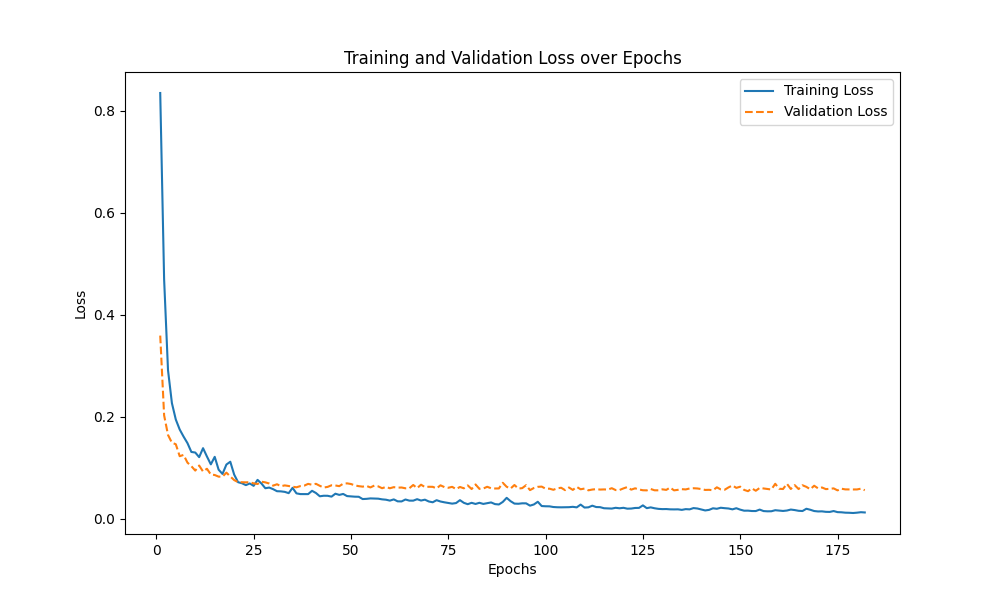 Training and Validation Loss over Epochs
Training Loss
Validation Loss
0.8
0.6
0.4
0.2
0.0
Loss
0 25 50 75 100 125 150 175
Epochs